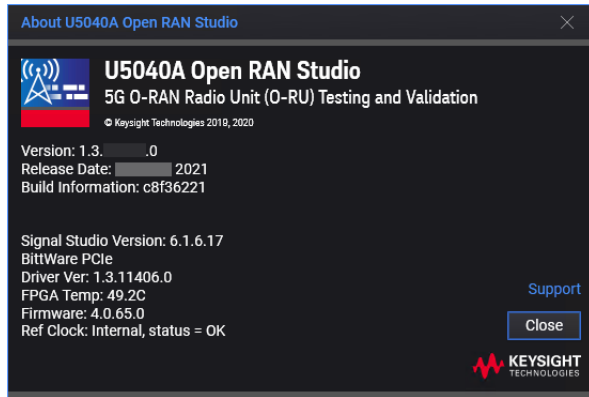 About U5040A Open RAN Studio
U5040A Open RAN Studio
5G O-RAN Radio Unit (O-RU) Testing and Validation
© Keysight Technologies 2019, 2020
Version: 1.3. .0
Release Date: 2021
Build Information: c8f36221
Signal Studio Version: 6.1.6.17
BittWare PCIe
Driver Ver: 1.3.11406.0
FPGA Temp: 49.2C
Firmware: 4.0.65.0
Ref Clock: Internal, status = OK
Support
Close
KEYSIGHT
TECHNOLOGIES